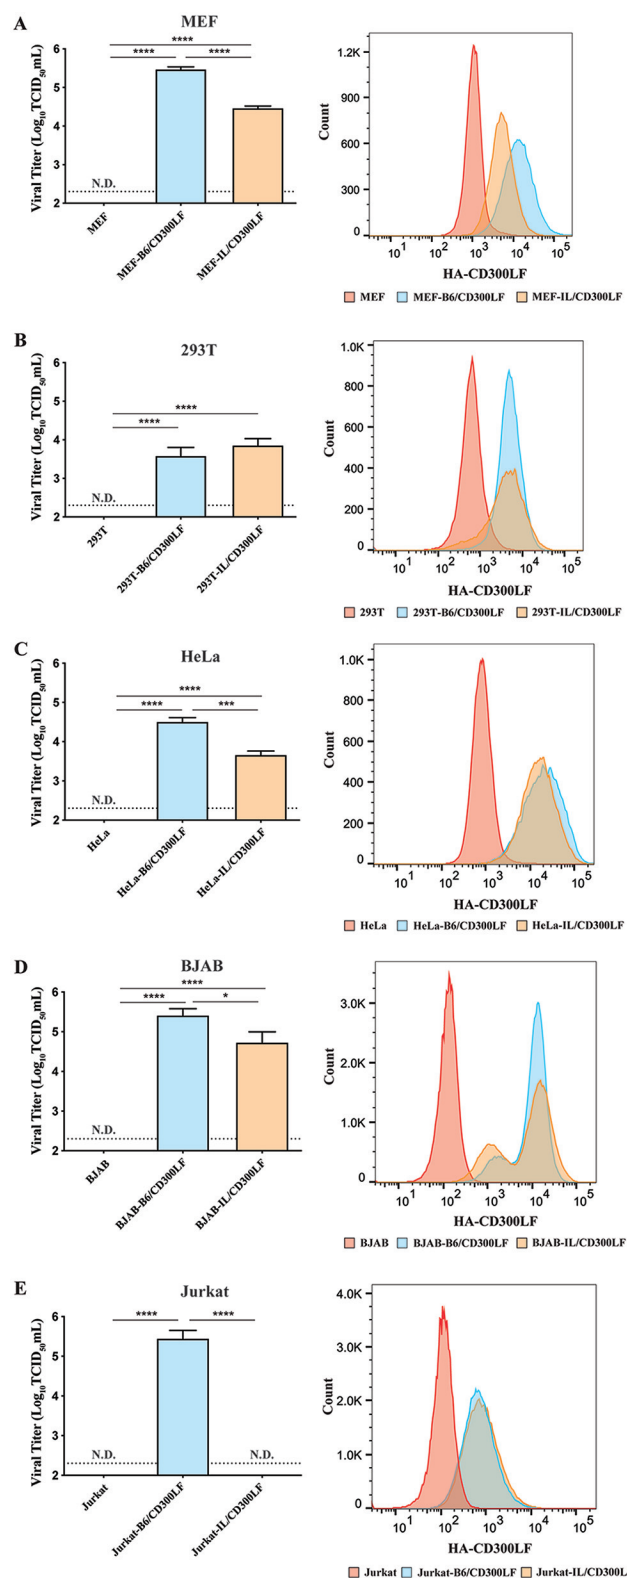 A
MEF
****
**** ****
Viral Titer (Log10TCID50mL)
6
5
4
3
2
N.D.
MEF
MEF-B6/CD300LF
MEF-IL/CD300LF
Count
1.2K
900
600
300
0
10^1 10^2 10^3 10^4 10^5
HA-CD300LF
MEF MEF-B6/CD300LF MEF-IL/CD300LF
B
293T
****
****
Viral Titer (Log10TCID50mL)
6
5
4
3
2
N.D.
293T
293T-B6/CD300LF
293T-IL/CD300LF
Count
1.0K
800
600
400
200
0
10^1 10^2 10^3 10^4 10^5
HA-CD300LF
293T 293T-B6/CD300LF 293T-IL/CD300LF
C
HeLa
****
**** ***
Viral Titer (Log10TCID50mL)
6
5
4
3
2
N.D.
HeLa
HeLa-B6/CD300LF
HeLa-IL/CD300LF
Count
1.0K
800
600
400
200
0
10^1 10^2 10^3 10^4 10^5
HA-CD300LF
HeLa HeLa-B6/CD300LF HeLa-IL/CD300LF
D
BJAB
****
**** *
Viral Titer (Log10TCID50mL)
6
5
4
3
2
N.D.
BJAB
BJAB-B6/CD300LF
BJAB-IL/CD300LF
Count
3.0K
2.0K
1.0K
0
10^1 10^2 10^3 10^4 10^5
HA-CD300LF
BJAB BJAB-B6/CD300LF BJAB-IL/CD300LF
E
Jurkat
**** ****
Viral Titer (Log10TCID50mL)
6
5
4
3
2
N.D. N.D.
Jurkat
Jurkat-B6/CD300LF
Jurkat-IL/CD300LF
Count
4.0K
3.0K
2.0K
1.0K
0
10^1 10^2 10^3 10^4 10^5
HA-CD300LF
Jurkat Jurkat-B6/CD300LF Jurkat-IL/CD300L